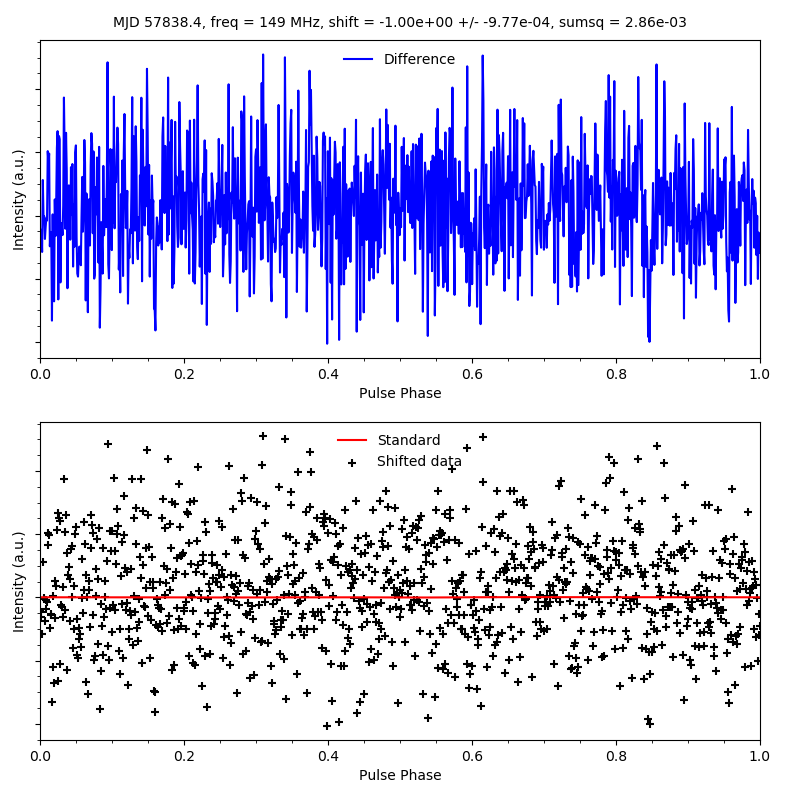 MJD 57838.4, freq = 149 MHz, shift = -1.00e+00 +/- -9.77e-04, sumsq = 2.86e-03
Difference
Intensity (a.u.)
0.0 0.2 0.4 0.6 0.8 1.0
Pulse Phase
Standard
Shifted data
Intensity (a.u.)
0.0 0.2 0.4 0.6 0.8 1.0
Pulse Phase